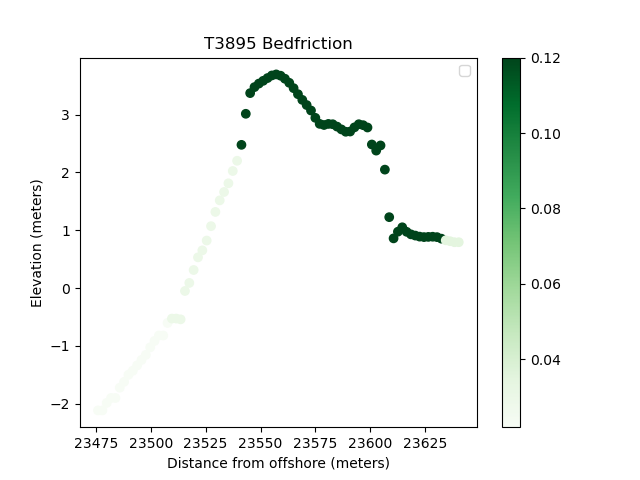 T3895 Bedfriction
Elevation (meters)
3
2
1
0
−1
−2
23475 23500 23525 23550 23575 23600 23625
Distance from offshore (meters)
0.12
0.10
0.08
0.06
0.04